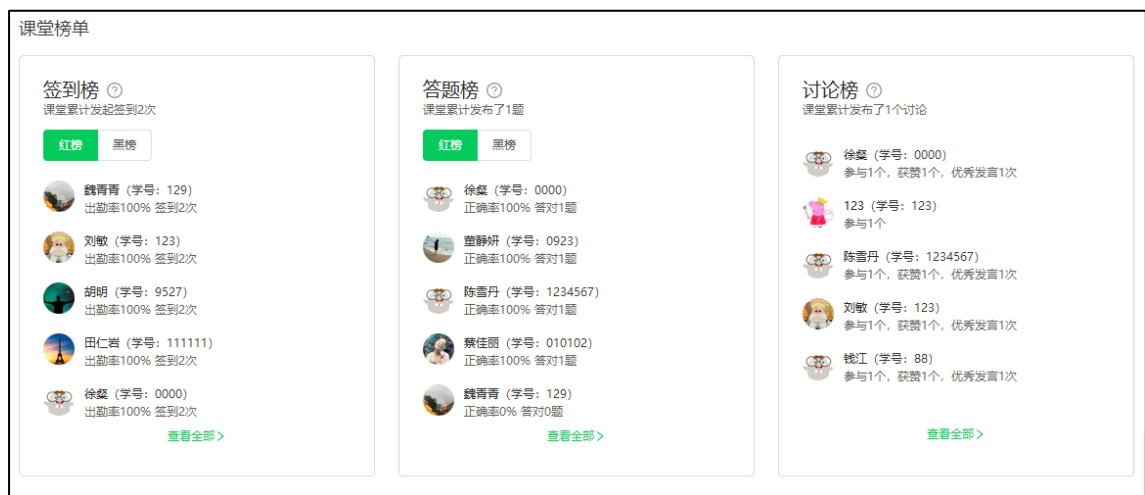 课堂榜单
签到榜
课堂累计发起签到2次
红榜 黑榜
魏青青（学号：129）
出勤率100% 签到2次
刘敏（学号：123）
出勤率100% 签到2次
胡明（学号：9527）
出勤率100% 签到2次
田仁岩（学号：111111）
出勤率100% 签到2次
徐粲（学号：0000）
出勤率100% 签到2次
查看全部 >
答题榜
课堂累计发布了1题
红榜 黑榜
徐粲（学号：0000）
正确率100% 答对1题
董静妍（学号：0923）
正确率100% 答对1题
陈雪丹（学号：1234567）
正确率100% 答对1题
蔡佳丽（学号：010102）
正确率100% 答对1题
魏青青（学号：129）
正确率0% 答对0题
查看全部 >
讨论榜
课堂累计发布了1个讨论
徐粲（学号：0000）
参与1个，获赞1个，优秀发言1次
123（学号：123）
参与1个
陈雪丹（学号：1234567）
参与1个，获赞1个，优秀发言1次
刘敏（学号：123）
参与1个，获赞1个，优秀发言1次
钱江（学号：88）
参与1个，获赞1个，优秀发言1次
查看全部 >